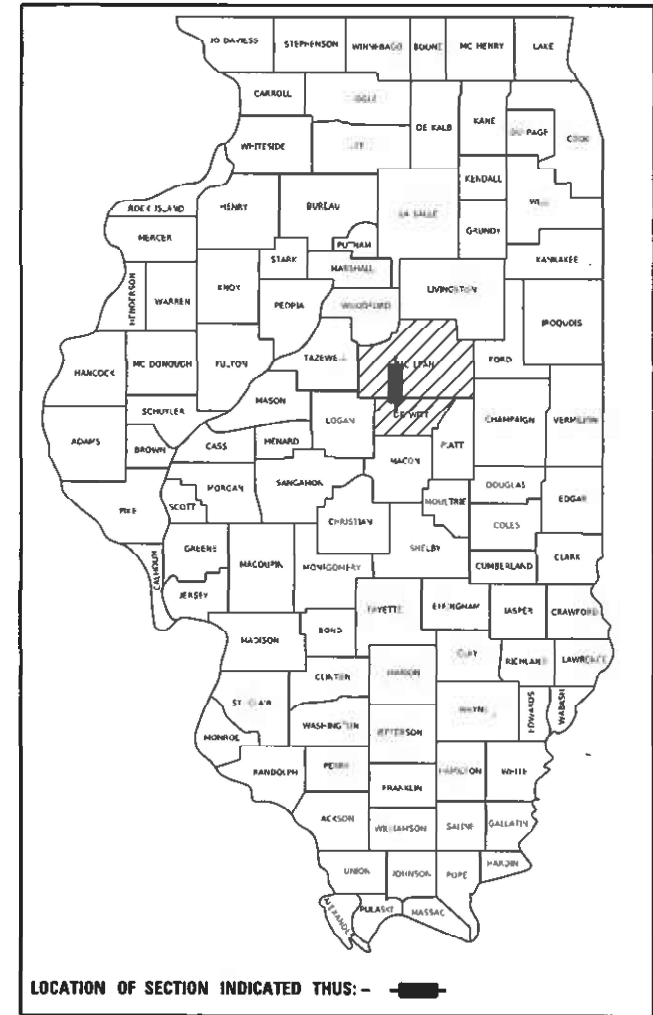 JO DAVIESS STEPHENSON WINNEBAGO BOONE MC HENRY LAKE
CARROLL OGLE DE KALB KANE DU PAGE COOK
WHITESIDE LEE
KENDALL
ROCK ISLAND HENRY BUREAU LA SALLE WILL
MERCER PUTNAM GRUNDY
STARK MARSHALL KANKAKEE
HENDERSON WARREN KNOX PEORIA WOODFORD LIVINGSTON
IROQUOIS
HANCOCK MC DONOUGH FULTON TAZEWELL MC LEAN FORD
MASON
SCHUYLER LOGAN DE WITT CHAMPAIGN VERMILION
ADAMS BROWN CASS MENARD PIATT
MACON
MORGAN SANGAMON DOUGLAS
PIKE SCOTT MOULTRIE EDGAR
CHRISTIAN COLES
GREENE SHELBY
CALHOUN MACOUPIN MONTGOMERY CUMBERLAND CLARK
JERSEY
FAYETTE EFFINGHAM JASPER CRAWFORD
MADISON BOND
CLAY RICHLAND LAWRENCE
CLINTON MARION
ST. CLAIR WAYNE EDWARDS WABASH
WASHINGTON JEFFERSON
MONROE
RANDOLPH PERRY HAMILTON WHITE
FRANKLIN
ACKSON WILLIAMSON SALINE GALLATIN
UNION JOHNSON POPE HARDIN
ALEXANDER PULASKI MASSAC
LOCATION OF SECTION INDICATED THUS: -